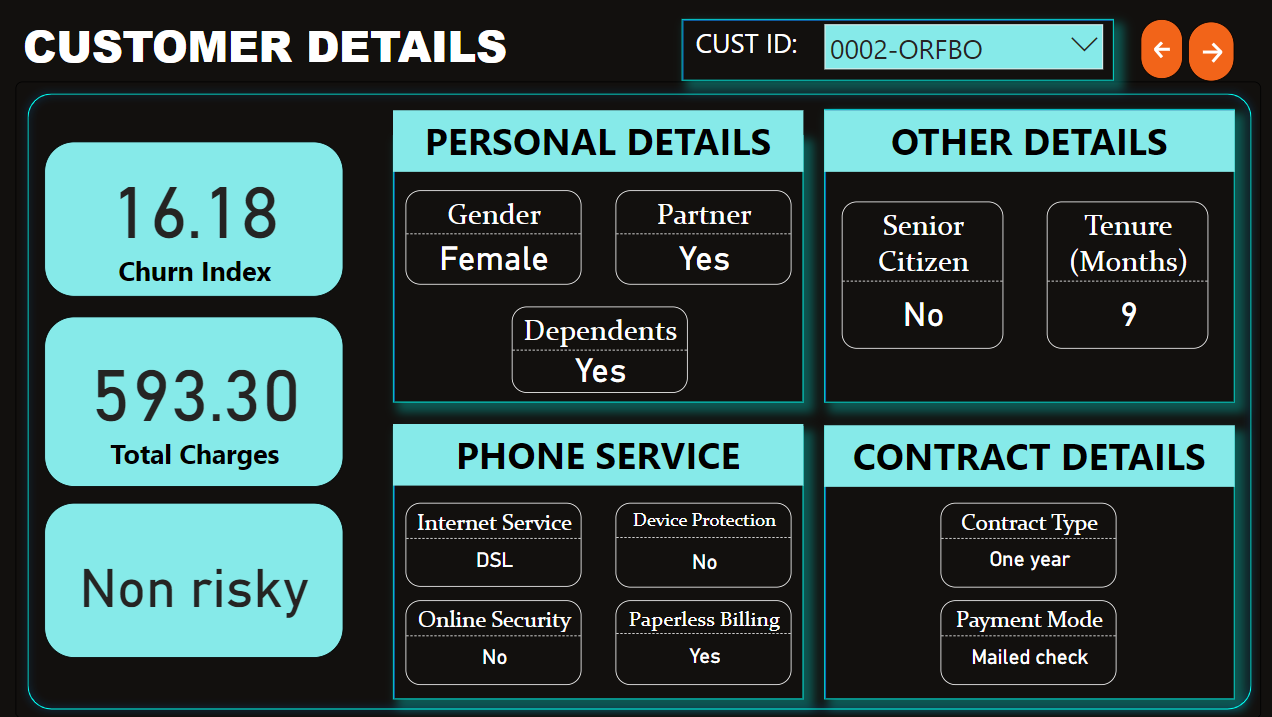 CUSTOMER DETAILS
CUST ID:
0002-ORFBO
16.18
Churn Index
593.30
Total Charges
Non risky
PERSONAL DETAILS
Gender
Female
Partner
Yes
Dependents
Yes
OTHER DETAILS
Senior
Citizen
No
Tenure
(Months)
9
PHONE SERVICE
Internet Service
DSL
Device Protection
No
Online Security
No
Paperless Billing
Yes
CONTRACT DETAILS
Contract Type
One year
Payment Mode
Mailed check